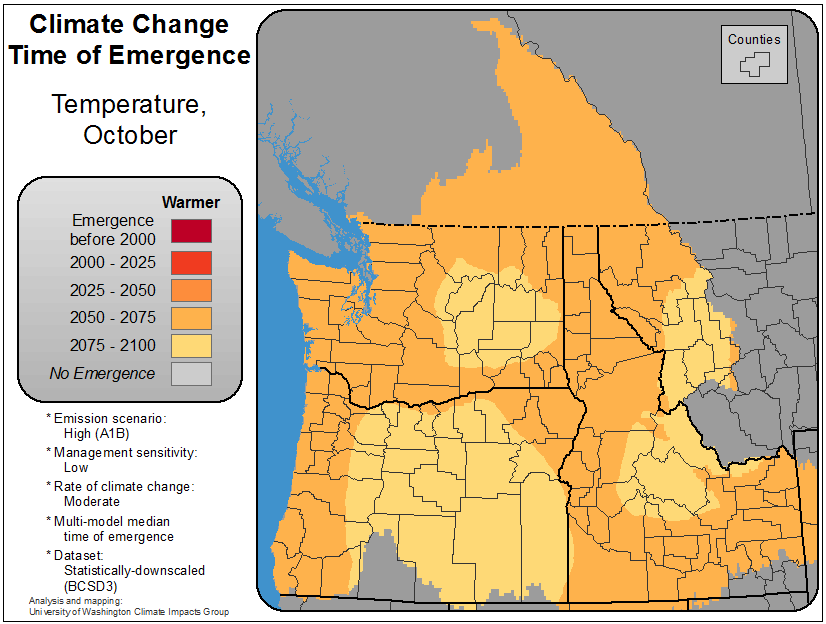 Climate Change
Time of Emergence
Temperature,
October
Warmer
Emergence
before 2000
2000 - 2025
2025 - 2050
2050 - 2075
2075 - 2100
No Emergence
* Emission scenario:
High (A1B)
* Management sensitivity:
Low
* Rate of climate change:
Moderate
* Multi-model median
time of emergence
* Dataset:
Statistically-downscaled
(BCSD3)
Analysis and mapping:
University of Washington Climate Impacts Group
Counties